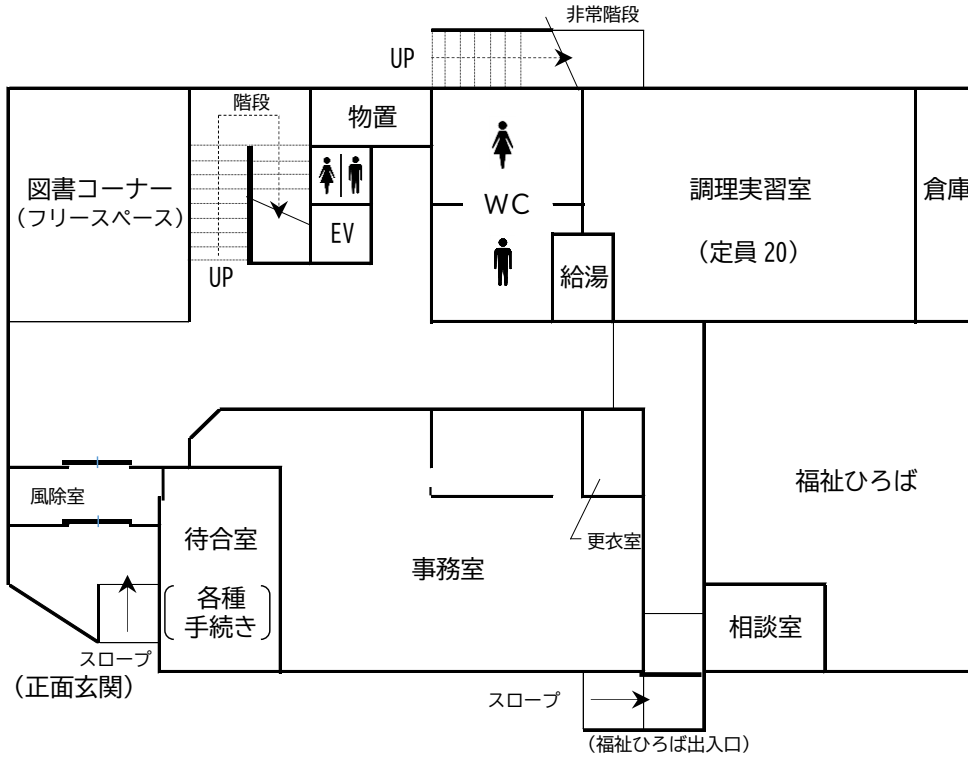 非常階段
UP
階段
物置
図書コーナー
(フリースペース)
WC
調理実習室
(定員 20)
倉庫
EV
UP
給湯
風除室
待合室
各種
手続き
事務室
更衣室
福祉ひろば
相談室
スロープ
(正面玄関)
スロープ
(福祉ひろば出入口)